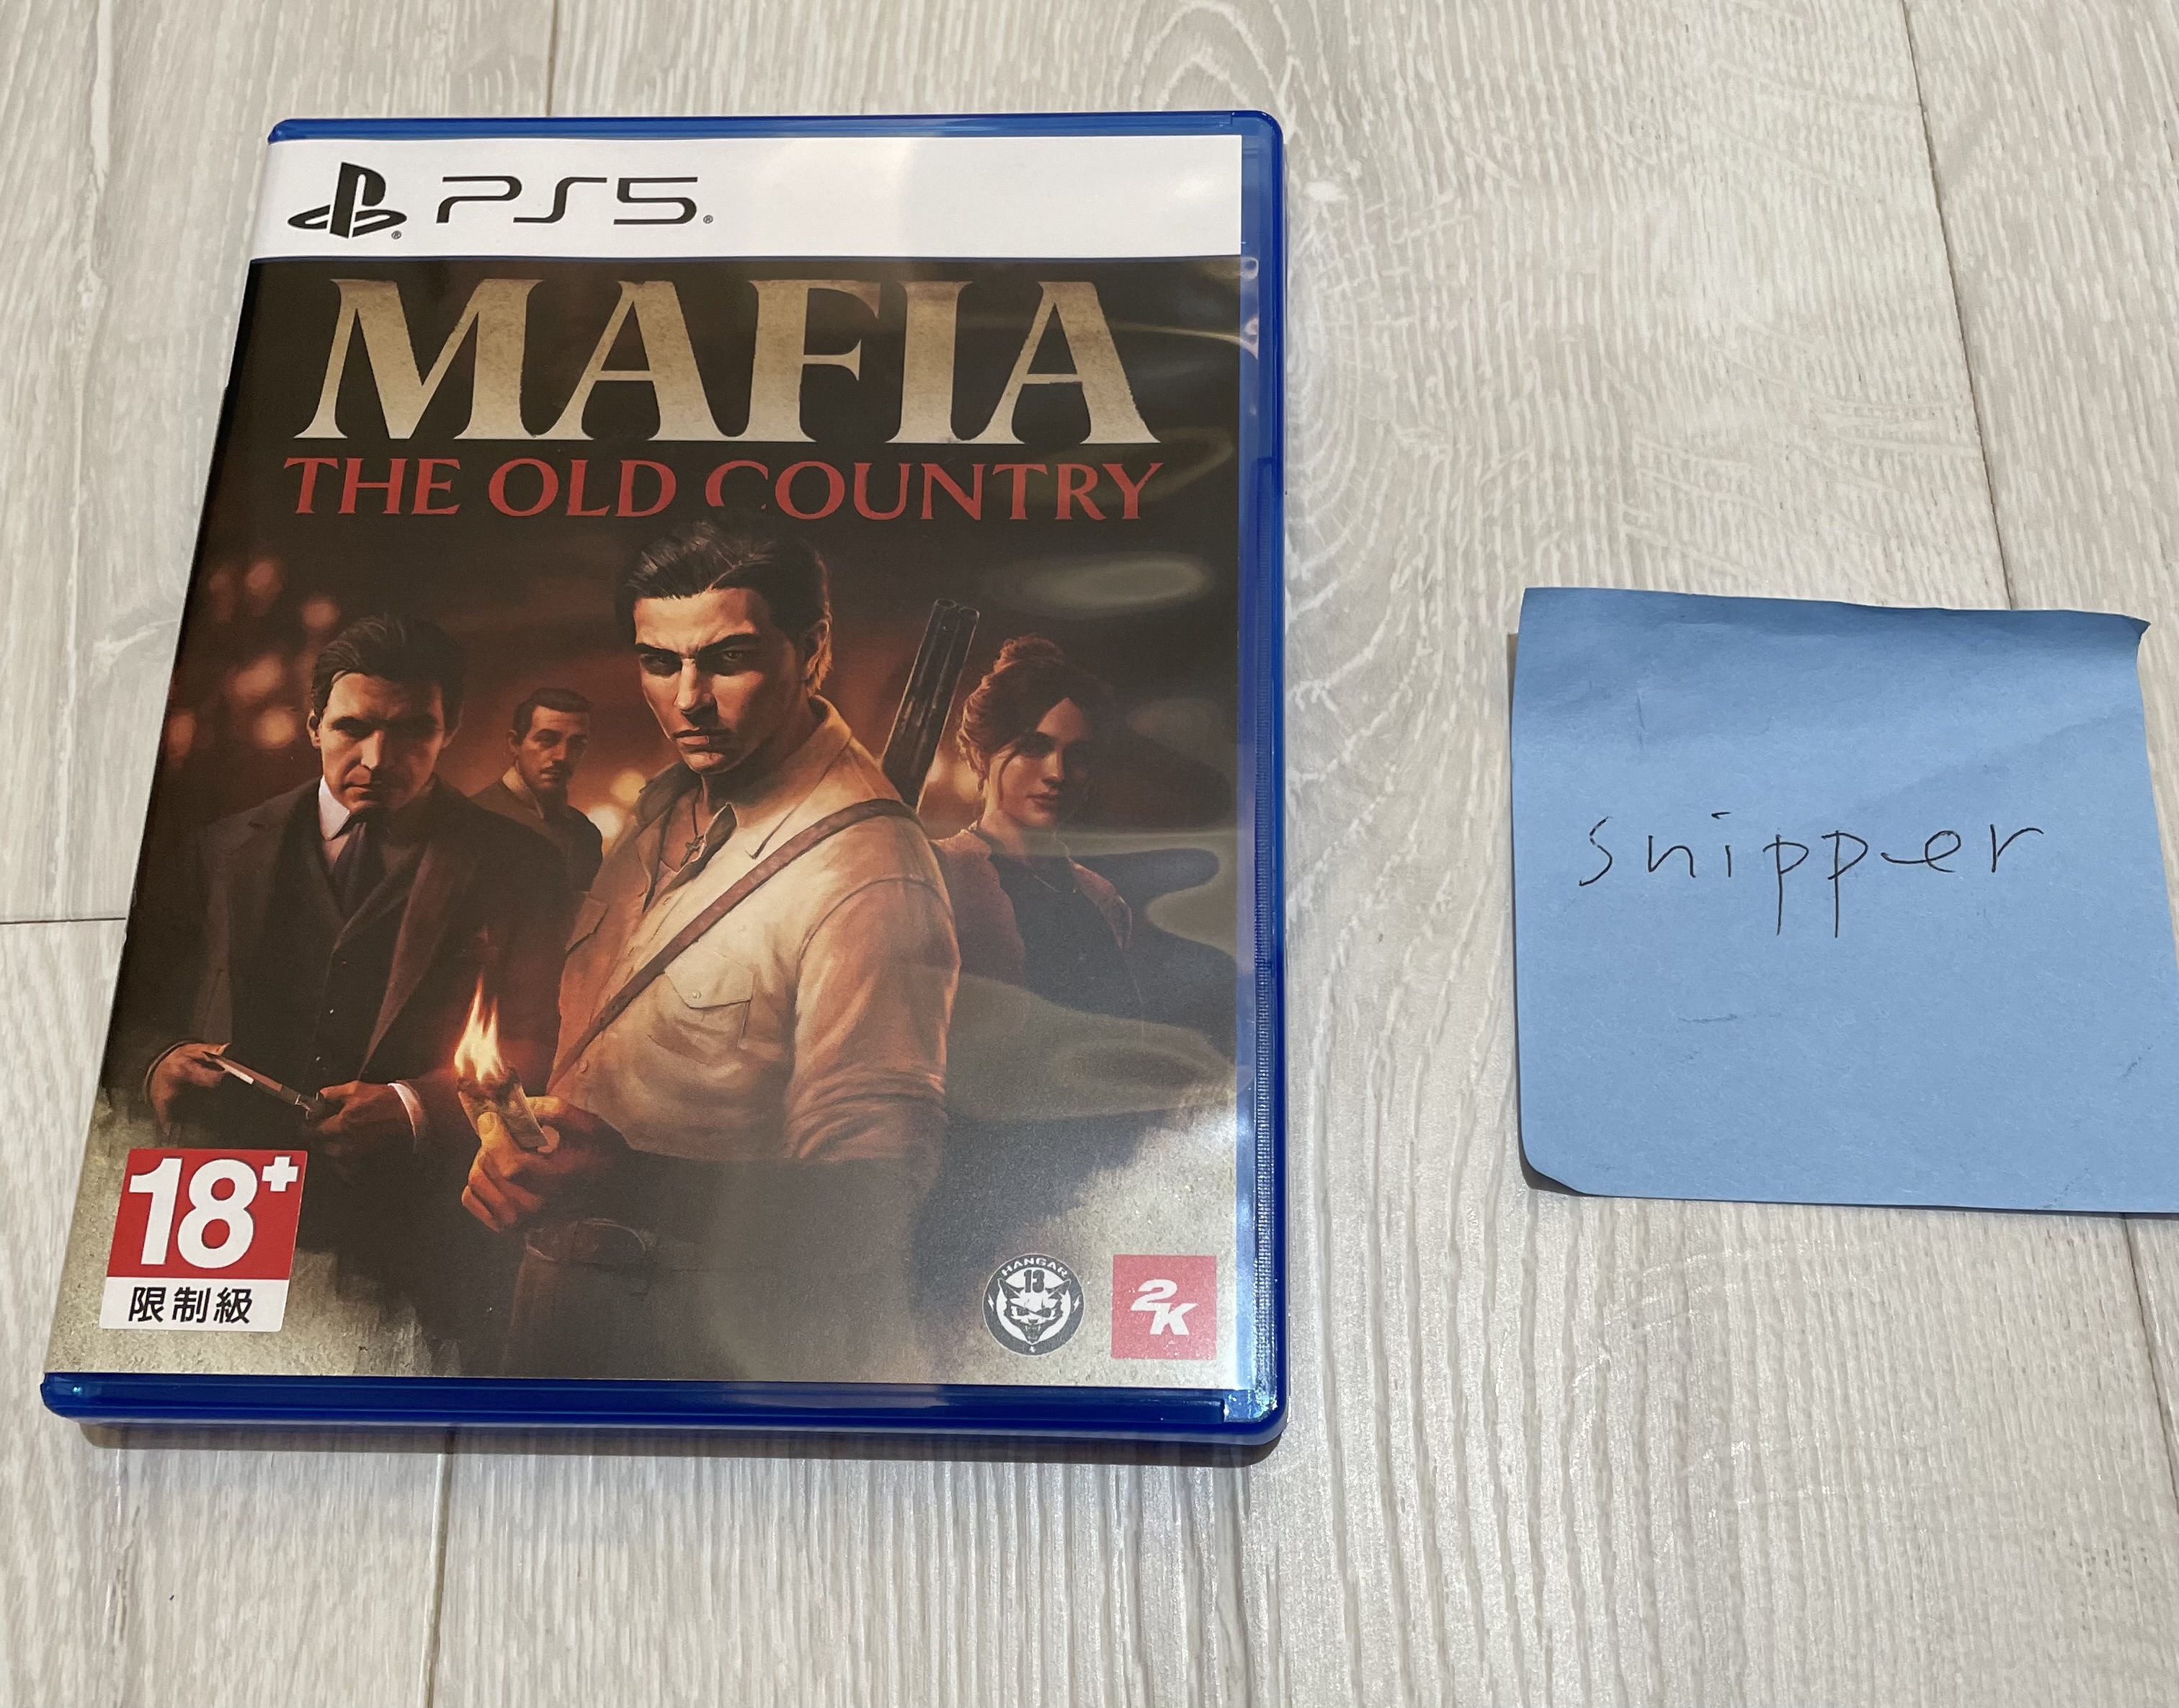 PS5
MAFIA
THE OLD COUNTRY
18+
限制級
HANGAR
13
2K
snipper